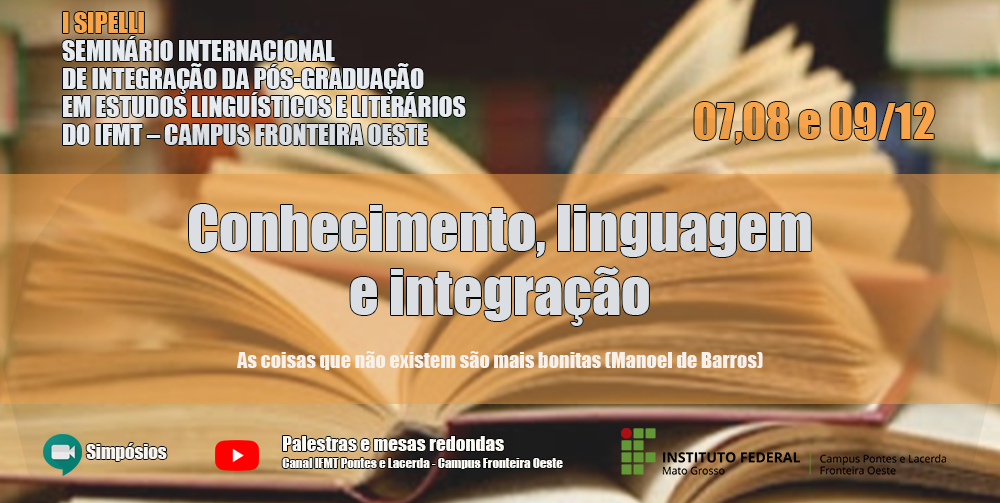 I SIPELLI
SEMINÁRIO INTERNACIONAL
DE INTEGRAÇÃO DA PÓS-GRADUAÇÃO
EM ESTUDOS LINGUÍSTICOS E LITERÁRIOS
DO IFMT – CAMPUS FRONTEIRA OESTE
07,08 e 09/12
Conhecimento, linguagem
e integração
As coisas que não existem são mais bonitas (Manoel de Barros)
Simpósios
Palestras e mesas redondas
Canal IFMT Pontes e Lacerda - Campus Fronteira Oeste
INSTITUTO FEDERAL
Mato Grosso
Campus Pontes e Lacerda
Fronteira Oeste